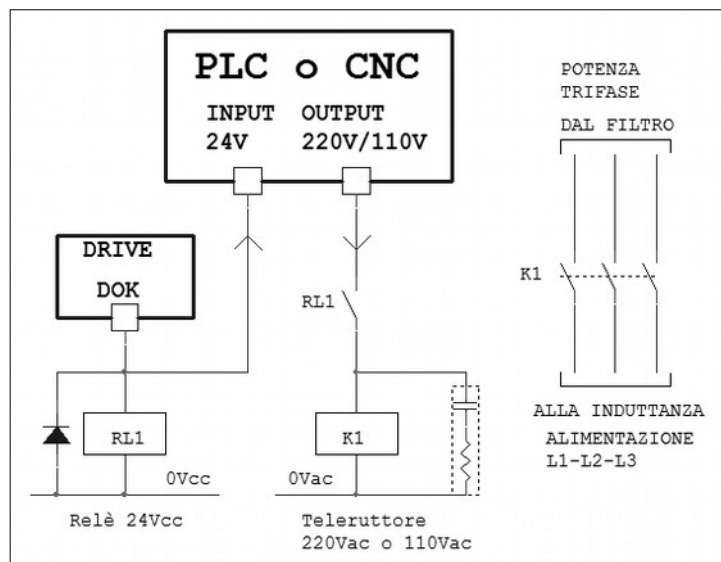 PLC o CNC
INPUT OUTPUT
24V 220V/110V
DRIVE
DOK
RL1
RL1
0Vcc
Relè 24Vcc
K1
0Vac
Teleruttore
220Vac o 110Vac
POTENZA
TRIFASE
DAL FILTRO
K1
ALLA INDUTTANZA
ALIMENTAZIONE
L1-L2-L3